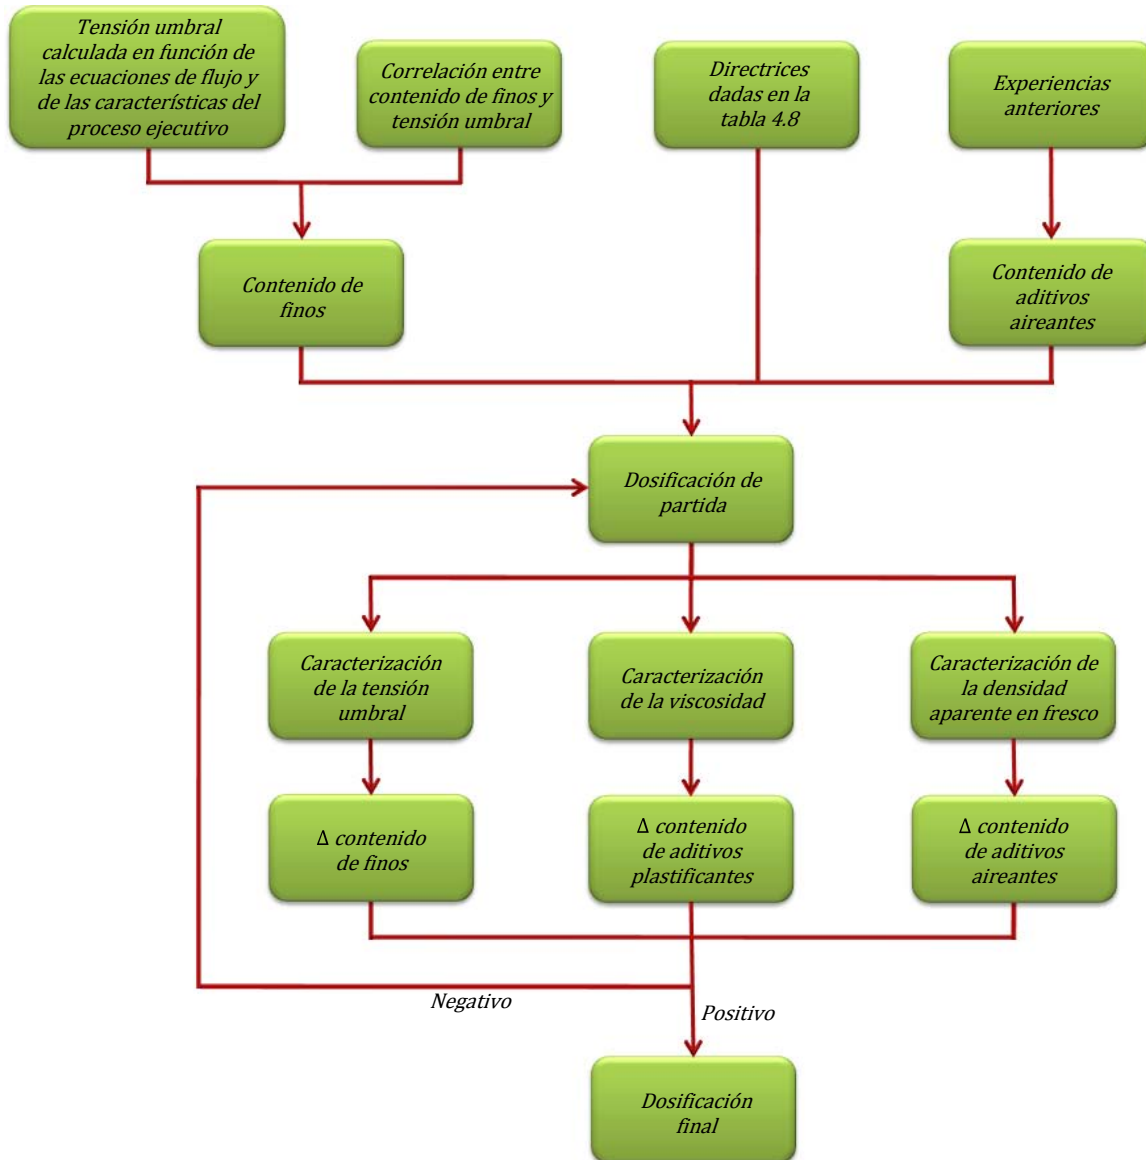 Tensión umbral
calculada en función de
las ecuaciones de flujo y
de las características del
proceso ejecutivo
Correlación entre
contenido de finos y
tensión umbral
Directrices
dadas en la
tabla 4.8
Experiencias
anteriores
Contenido de
finos
Contenido de
aditivos
aireantes
Dosificación de
partida
Caracterización
de la tensión
umbral
Caracterización
de la viscosidad
Caracterización de
la densidad
aparente en fresco
Δ contenido
de finos
Δ contenido
de aditivos
plastificantes
Δ contenido
de aditivos
aireantes
Negativo
Positivo
Dosificación
final